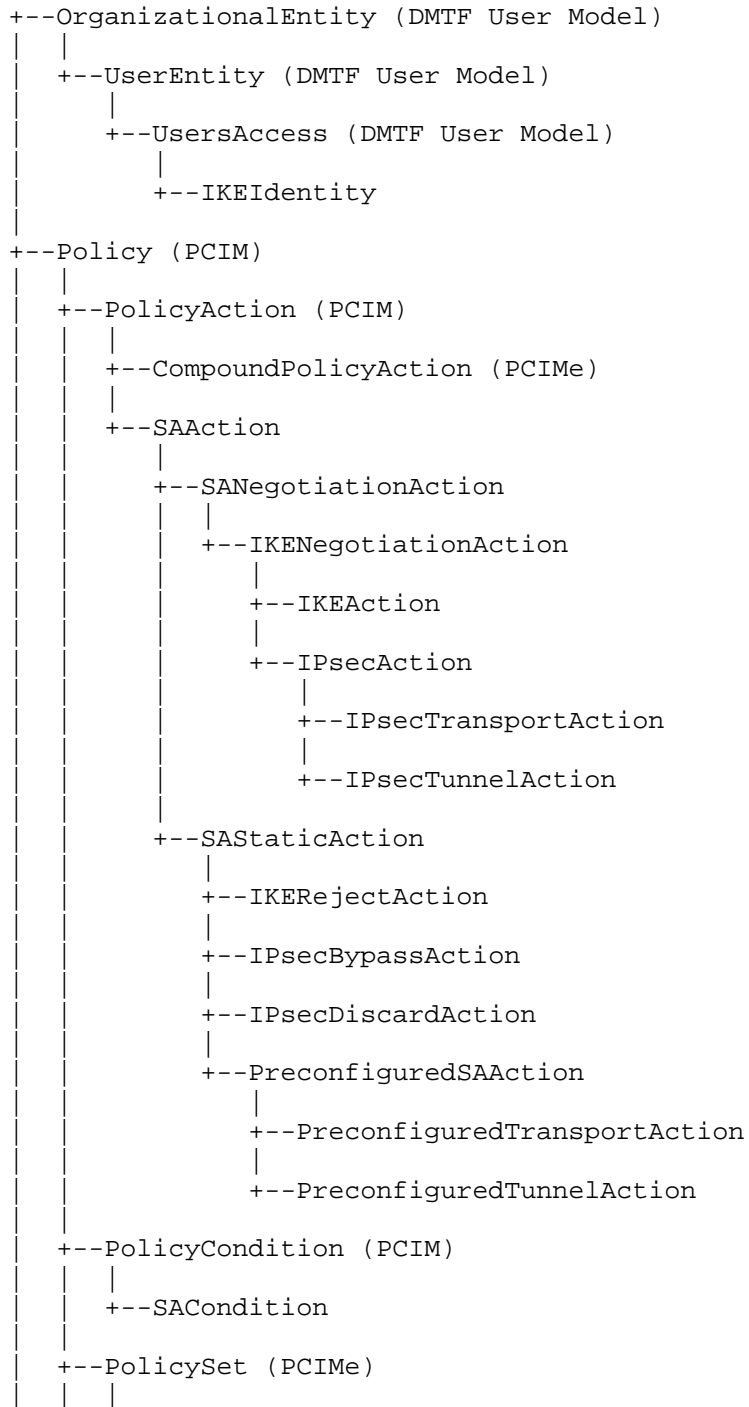 +--OrganizationalEntity (DMTF User Model)
|  |
|  +--UserEntity (DMTF User Model)
|     |
|     +--UsersAccess (DMTF User Model)
|        |
|        +--IKEIdentity
|
+--Policy (PCIM)
|  |
|  +--PolicyAction (PCIM)
|  |  |
|  |  +--CompoundPolicyAction (PCIMe)
|  |  |
|  |  +--SAAction
|  |     |
|  |     +--SANegotiationAction
|  |     |  |
|  |     |  +--IKENegotiationAction
|  |     |     |
|  |     |     +--IKEAction
|  |     |     |
|  |     |     +--IPsecAction
|  |     |        |
|  |     |        +--IPsecTransportAction
|  |     |        |
|  |     |        +--IPsecTunnelAction
|  |     |
|  |     +--SAStaticAction
|  |        |
|  |        +--IKERejectAction
|  |        |
|  |        +--IPsecBypassAction
|  |        |
|  |        +--IPsecDiscardAction
|  |        |
|  |        +--PreconfiguredSAAction
|  |           |
|  |           +--PreconfiguredTransportAction
|  |           |
|  |           +--PreconfiguredTunnelAction
|  |
|  +--PolicyCondition (PCIM)
|  |  |
|  |  +--SACondition
|  |
|  +--PolicySet (PCIMe)
|  |  |